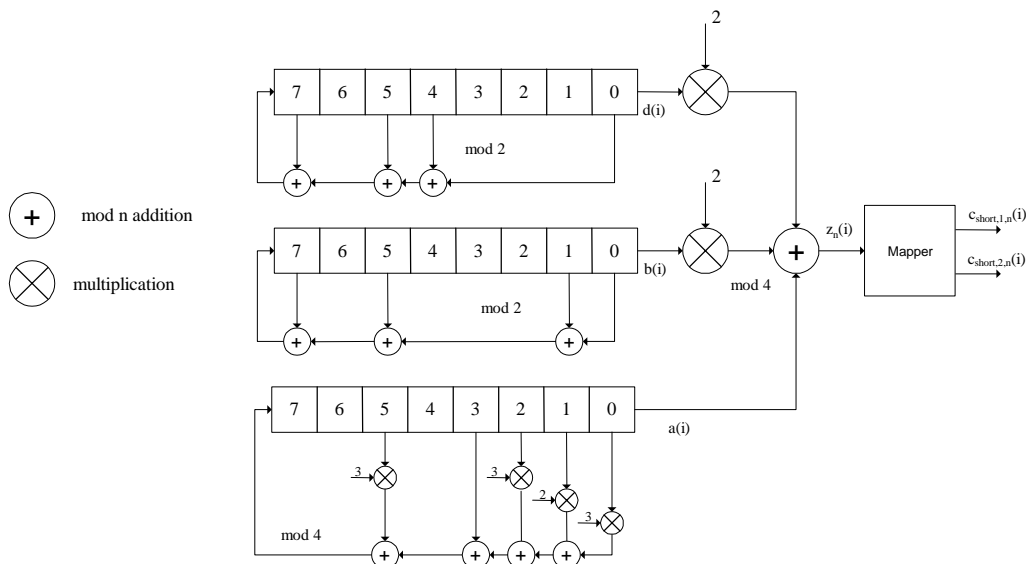 2
7 6 5 4 3 2 1 0
d(i)
mod 2
+ + +
+ mod n addition
2
7 6 5 4 3 2 1 0
b(i)
+
z_n(i)
Mapper
c_short,1,n(i)
c_short,2,n(i)
multiplication
mod 4
mod 2
+ + +
7 6 5 4 3 2 1 0
a(i)
3 3
2
3
mod 4
+ + + +